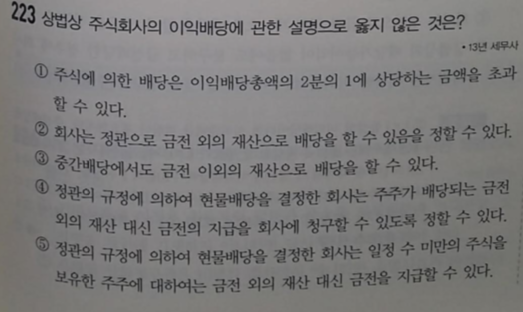 223 상법상 주식회사의 이익배당에 관한 설명으로 옳지 않은 것은?
• 13년 세무사
① 주식에 의한 배당은 이익배당총액의 2분의 1에 상당하는 금액을 초과
할 수 있다.
② 회사는 정관으로 금전 외의 재산으로 배당을 할 수 있음을 정할 수 있다.
③ 중간배당에서도 금전 이외의 재산으로 배당을 할 수 있다.
④ 정관의 규정에 의하여 현물배당을 결정한 회사는 주주가 배당되는 금전
외의 재산 대신 금전의 지급을 회사에 청구할 수 있도록 정할 수 있다.
⑤ 정관의 규정에 의하여 현물배당을 결정한 회사는 일정 수 미만의 주식을
보유한 주주에 대하여는 금전 외의 재산 대신 금전을 지급할 수 있다.